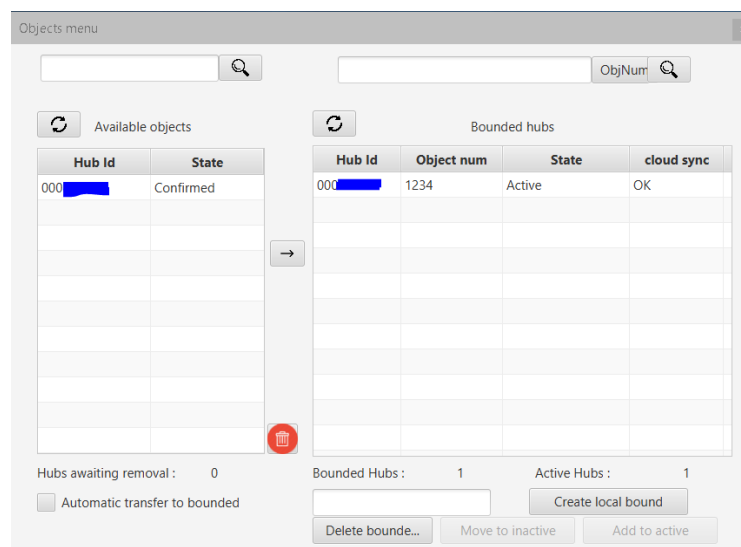 Objects menu
ObjNum
Available objects
Bounded hubs
Hub Id State
Hub Id Object num State cloud sync
000 Confirmed
000 1234 Active OK
→
Hubs awaiting removal : 0
Bounded Hubs : 1 Active Hubs : 1
Automatic transfer to bounded
Create local bound
Delete bounde... Move to inactive Add to active